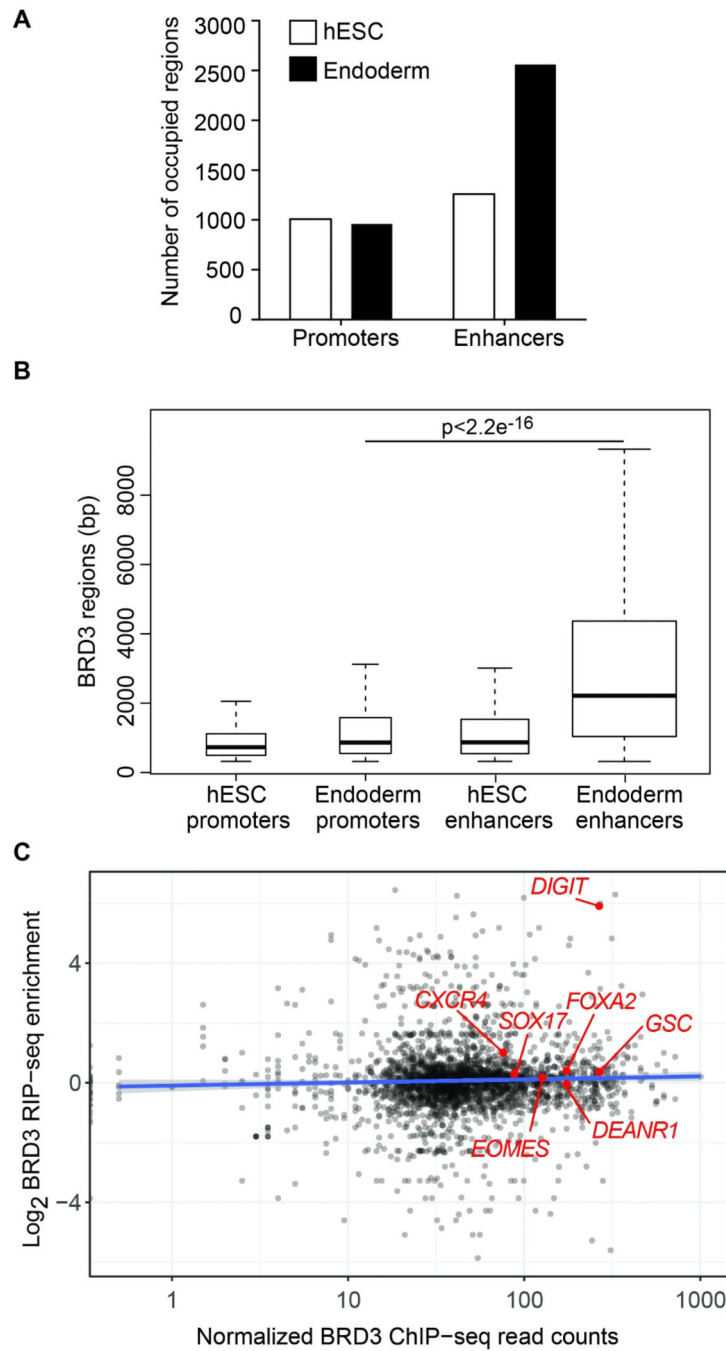 A
hESC
Endoderm
Number of occupied regions
3000
2500
2000
1500
1000
500
0
Promoters Enhancers
B
p<2.2e-16
BRD3 regions (bp)
8000
6000
4000
2000
0
hESC Endoderm hESC Endoderm
promoters promoters enhancers enhancers
C
DIGIT
CXCR4
SOX17
FOXA2
GSC
EOMES
DEANR1
Log2 BRD3 RIP−seq enrichment
4
0
−4
1 10 100 1000
Normalized BRD3 ChIP−seq read counts